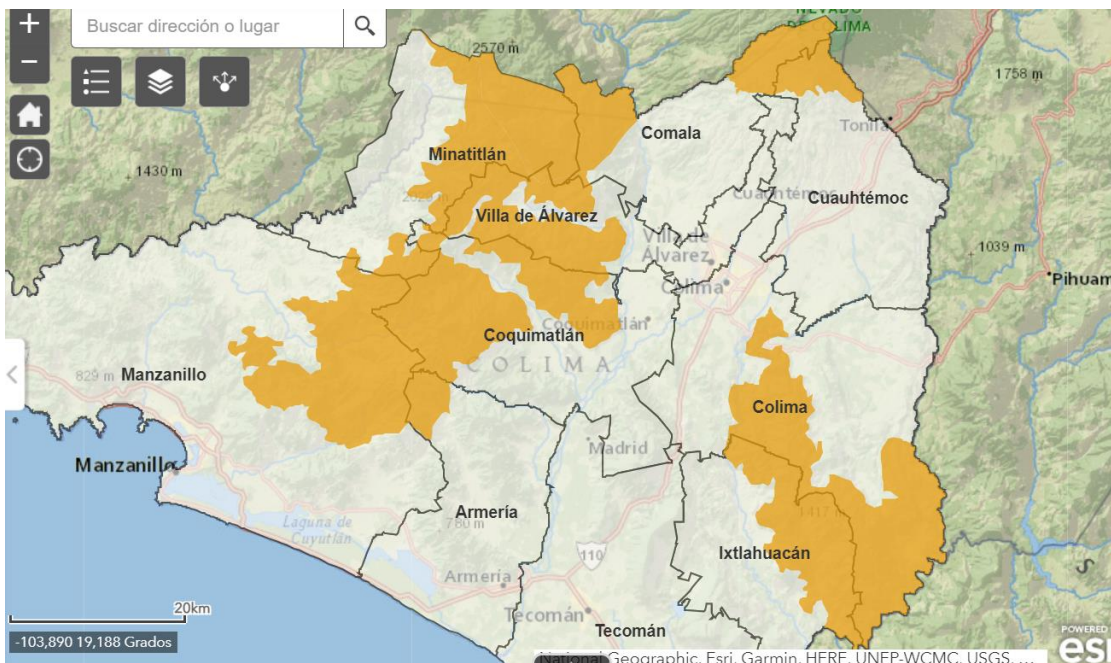 +
Buscar dirección o lugar
−
NEVADO
DE COLIMA
2570 m
1758 m
Tonila
Comala
Minatitlán
1430 m
Cuauhtémoc
Cuauhtémoc
Villa de Álvarez
Villa de
Álvarez
1039 m
Colima
Pihuam
Coquimatlán
Coquimatlán
COLIMA
829 m
Manzanillo
Colima
Madrid
Manzanillo
Armería
1417 m
Laguna de
Cuyutlán
760 m
Ixtlahuacán
110
Armería
20km
Tecomán
Tecomán
-103,890 19,188 Grados
POWERED
esri
National Geographic, Esri, Garmin, HERE, UNEP-WCMC, USGS, ...